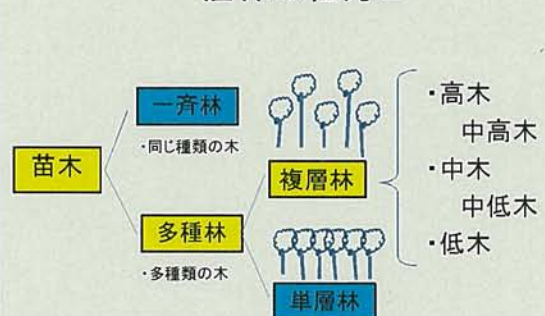 苗木
一斉林
・同じ種類の木
多種林
・多種類の木
複層林
単層林
・高木
中高木
・中木
中低木
・低木